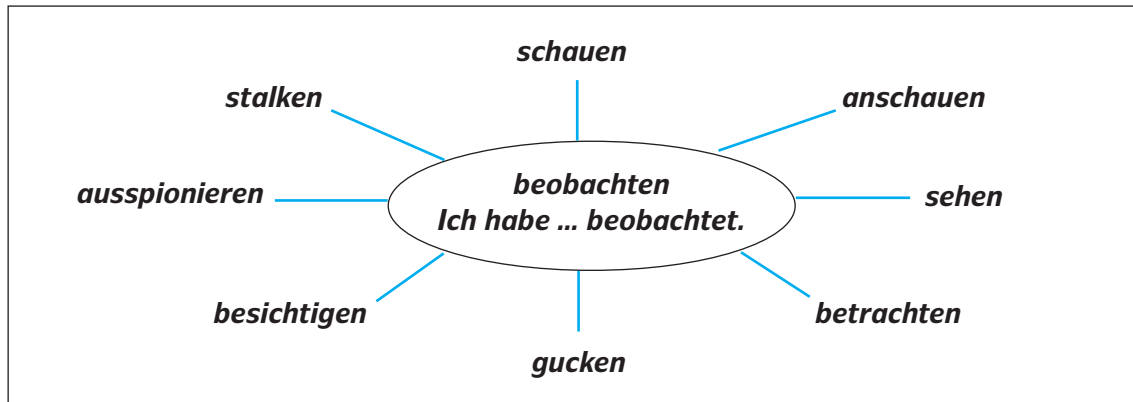 schauen
stalken
anschauen
ausspionieren
beobachten
Ich habe ... beobachtet.
sehen
besichtigen
betrachten
gucken